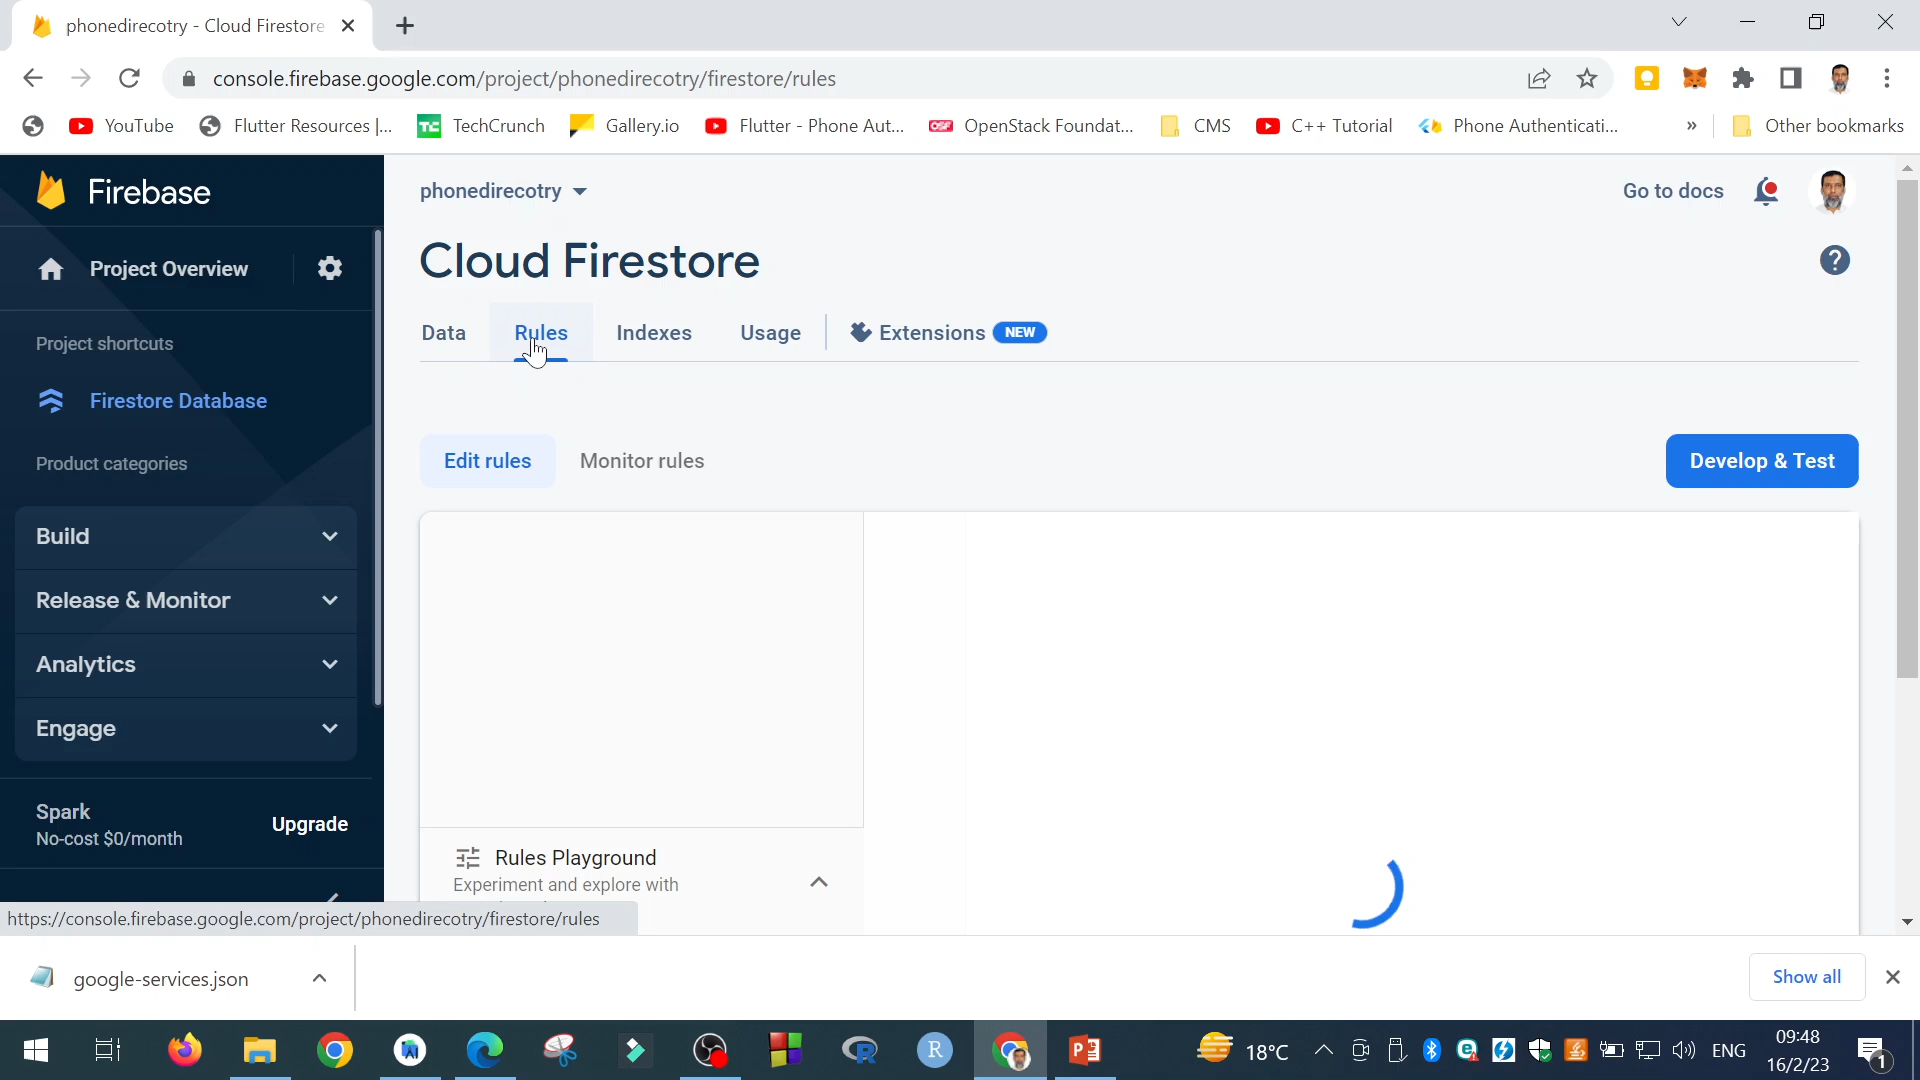 phonedirecotry - Cloud Firestore
console.firebase.google.com/project/phonedirecotry/firestore/rules
YouTube
Flutter Resources |...
TC TechCrunch
Gallery.io
Flutter - Phone Aut...
OpenStack Foundat...
CMS
C++ Tutorial
Phone Authenticati...
»
Other bookmarks
Firebase
phonedirecotry
Go to docs
Cloud Firestore
?
Project Overview
Data
Rules
Indexes
Usage
Extensions NEW
Project shortcuts
Firestore Database
Product categories
Edit rules
Monitor rules
Develop & Test
Build
Release & Monitor
Analytics
Engage
Spark
No-cost $0/month
Upgrade
Rules Playground
Experiment and explore with
https://console.firebase.google.com/project/phonedirecotry/firestore/rules
google-services.json
Show all
18°C
ENG
09:48
16/2/23
1